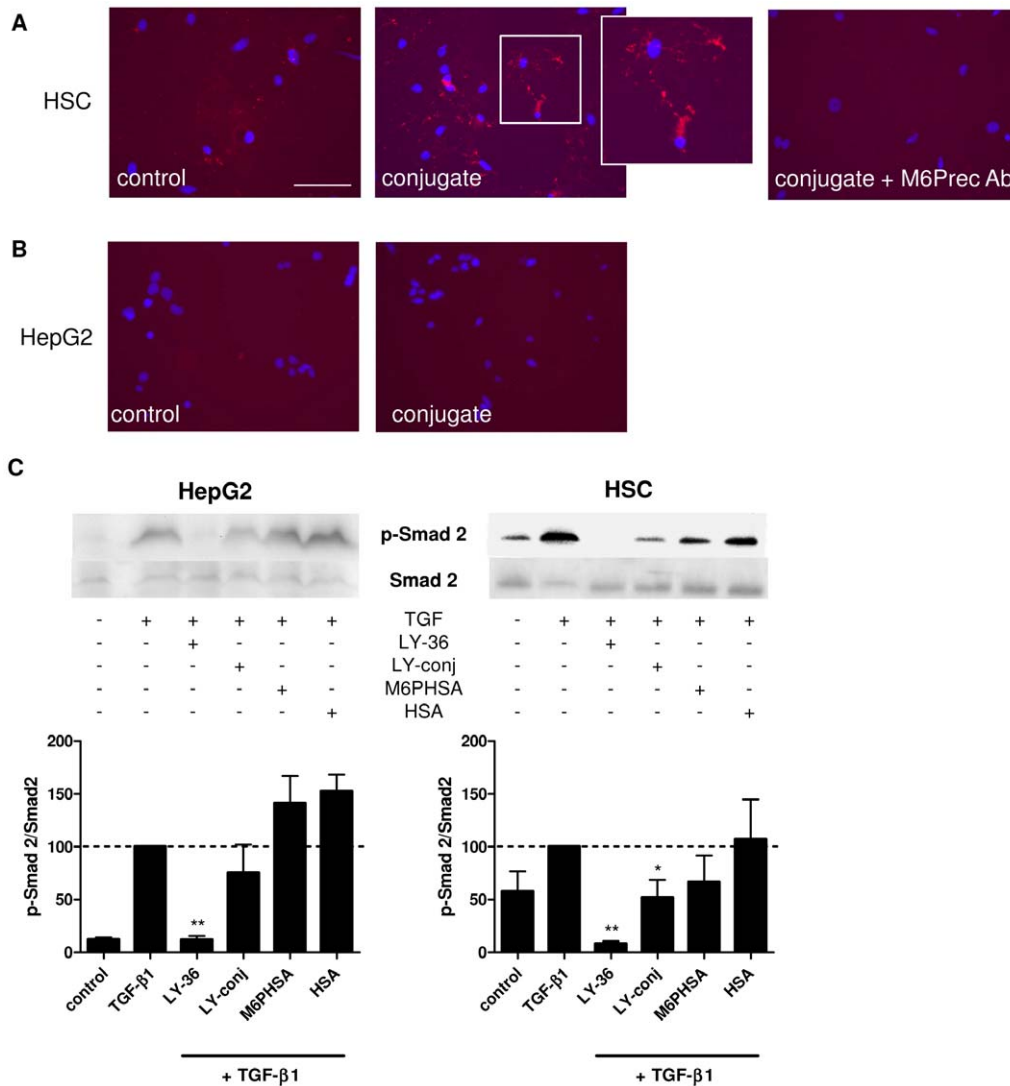 A
HSC
control
conjugate
conjugate + M6Prec Ab
B
HepG2
control
conjugate
C
HepG2
HSC
p-Smad 2
Smad 2
- + + + + + TGF - + + + + +
- - + - - - LY-36 - - + - - -
- - - + - - LY-conj - - - + - -
- - - - + - M6PHSA - - - - + -
- - - - - + HSA - - - - - +
p-Smad 2/Smad2
200
150
100
50
0
**
control
TGF-β1
LY-36
LY-conj
M6PHSA
HSA
+ TGF-β1
p-Smad 2/Smad2
200
150
100
50
0
**
*
control
TGF-β1
LY-36
LY-conj
M6PHSA
HSA
+ TGF-β1